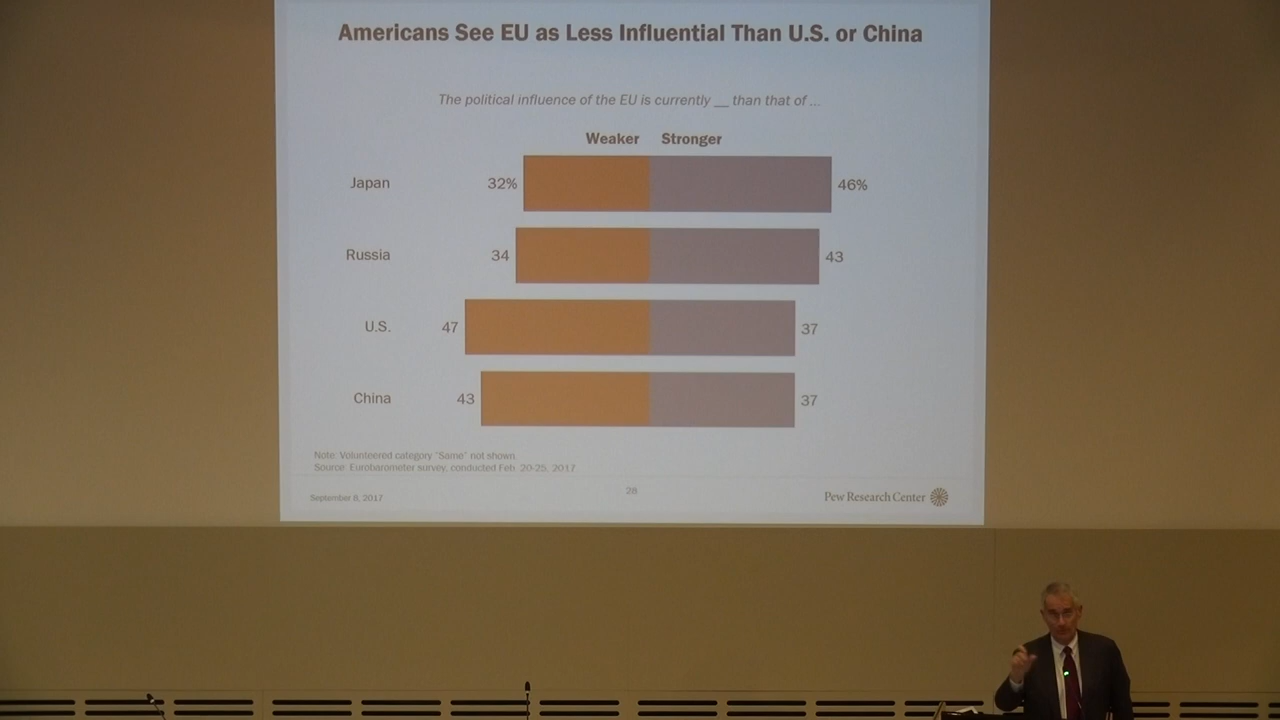 Americans See EU as Less Influential Than U.S. or China
The political influence of the EU is currently __ than that of ...
Weaker Stronger
Japan 32% 46%
Russia 34 43
U.S. 47 37
China 43 37
Note: Volunteered category "Same" not shown
Source: Eurobarometer survey, conducted Feb. 20-25, 2017
September 8, 2017 28 Pew Research Center